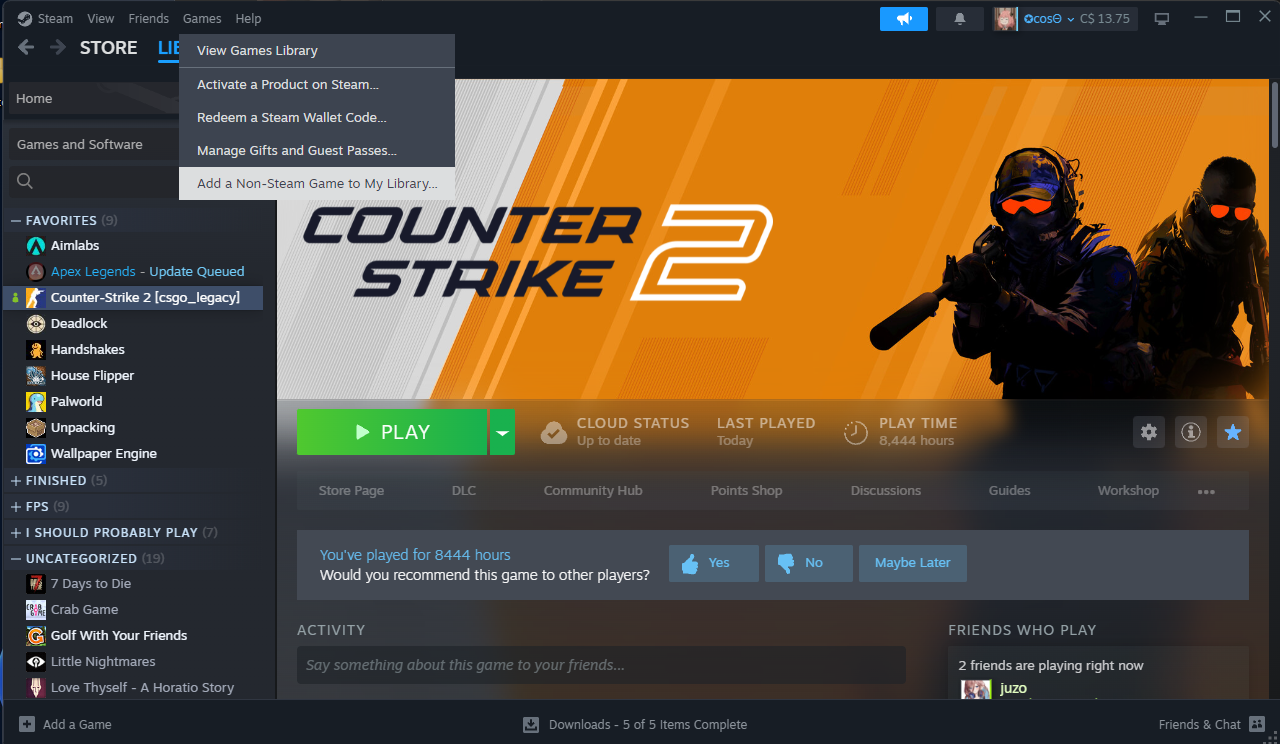 Steam View Friends Games Help
✪cosΘ C$ 13.75
STORE LIB
View Games Library
Activate a Product on Steam...
Redeem a Steam Wallet Code...
Manage Gifts and Guest Passes...
Add a Non-Steam Game to My Library...
Home
Games and Software
— FAVORITES (9)
Aimlabs
Apex Legends - Update Queued
Counter-Strike 2 [csgo_legacy]
Deadlock
Handshakes
House Flipper
Palworld
Unpacking
Wallpaper Engine
+ FINISHED (5)
+ FPS (9)
+ I SHOULD PROBABLY PLAY (7)
— UNCATEGORIZED (19)
7 Days to Die
Crab Game
Golf With Your Friends
Little Nightmares
Love Thyself - A Horatio Story
COUNTER
STRIKE 2
PLAY
CLOUD STATUS
Up to date
LAST PLAYED
Today
PLAY TIME
8,444 hours
Store Page DLC Community Hub Points Shop Discussions Guides Workshop •••
You've played for 8444 hours
Would you recommend this game to other players?
Yes No Maybe Later
ACTIVITY
Say something about this game to your friends...
FRIENDS WHO PLAY
2 friends are playing right now
juzo
Add a Game
Downloads - 5 of 5 Items Complete
Friends & Chat